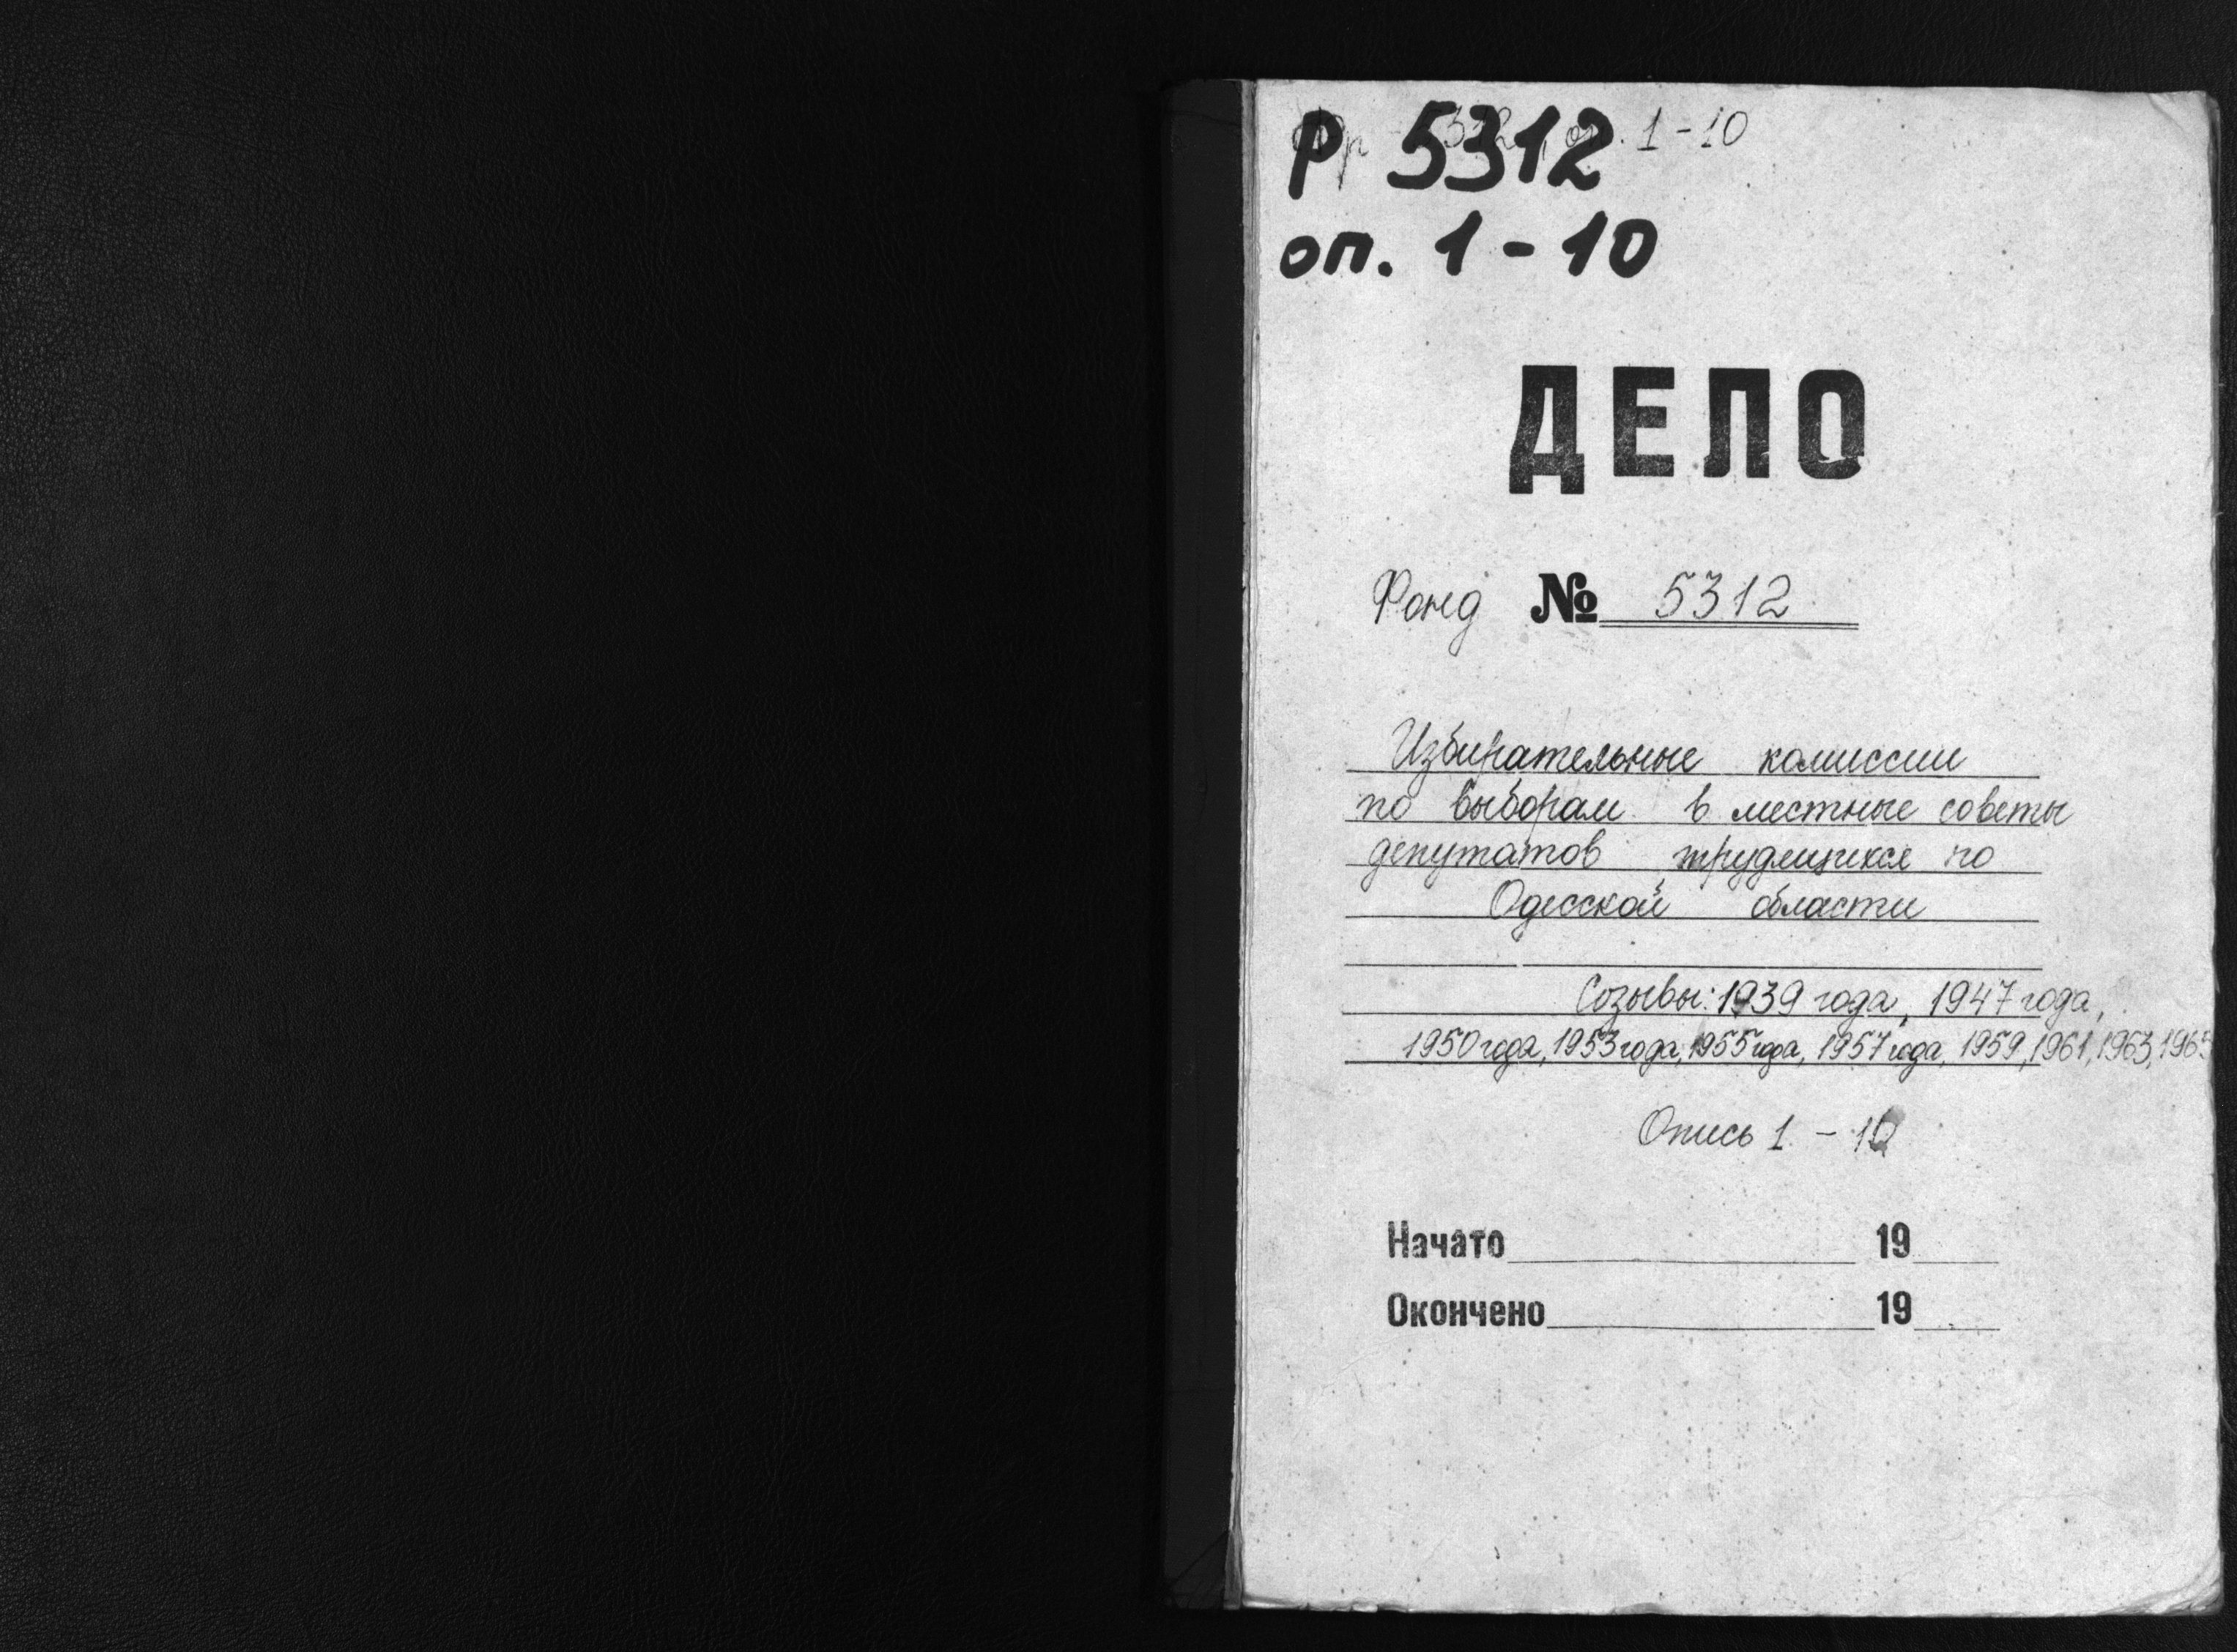 Р 5312
оп. 1-10
ДЕЛО
Фонд № 5312
Избирательные комиссии
по выборам в местные советы
депутатов трудящихся по
Одесской области
Созывы: 1939 года, 1947 года,
1950 года, 1953 года, 1955 года, 1957 года, 1959, 1961, 1963, 1965
Опись 1 - 10
Начато 19
Окончено 19